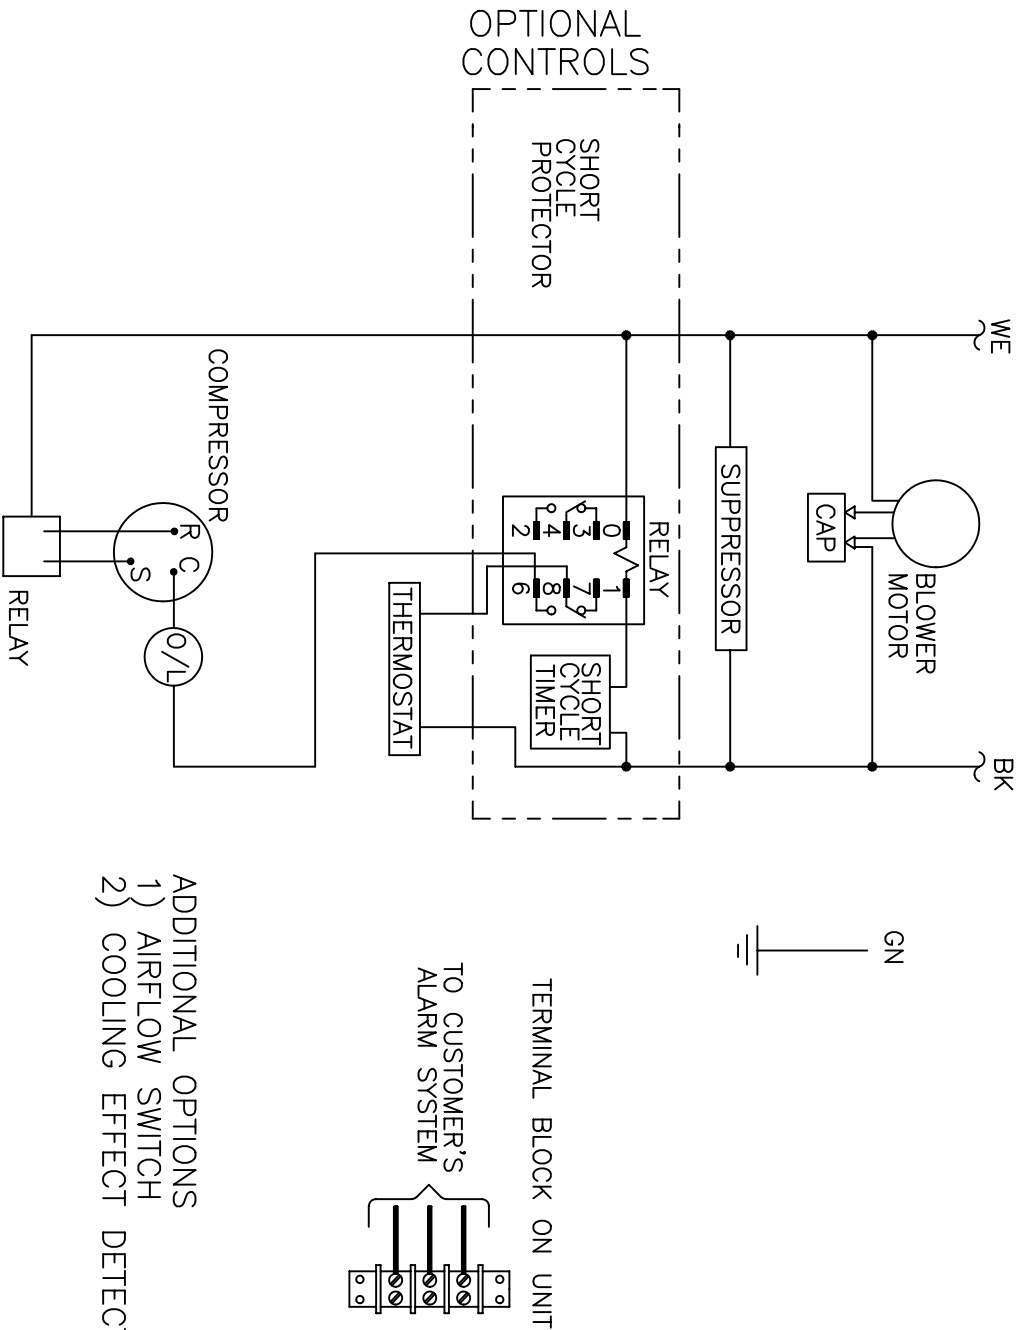 OPTIONAL
CONTROLS
SHORT
CYCLE
PROTECTOR
WE
BK
GN
BLOWER
MOTOR
CAP
SUPPRESSOR
RELAY
0
3
4
2
1
7
8
6
SHORT
CYCLE
TIMER
THERMOSTAT
COMPRESSOR
R
C
S
O/L
RELAY
TERMINAL BLOCK ON UNIT
TO CUSTOMER'S
ALARM SYSTEM
ADDITIONAL OPTIONS
1) AIRFLOW SWITCH
2) COOLING EFFECT